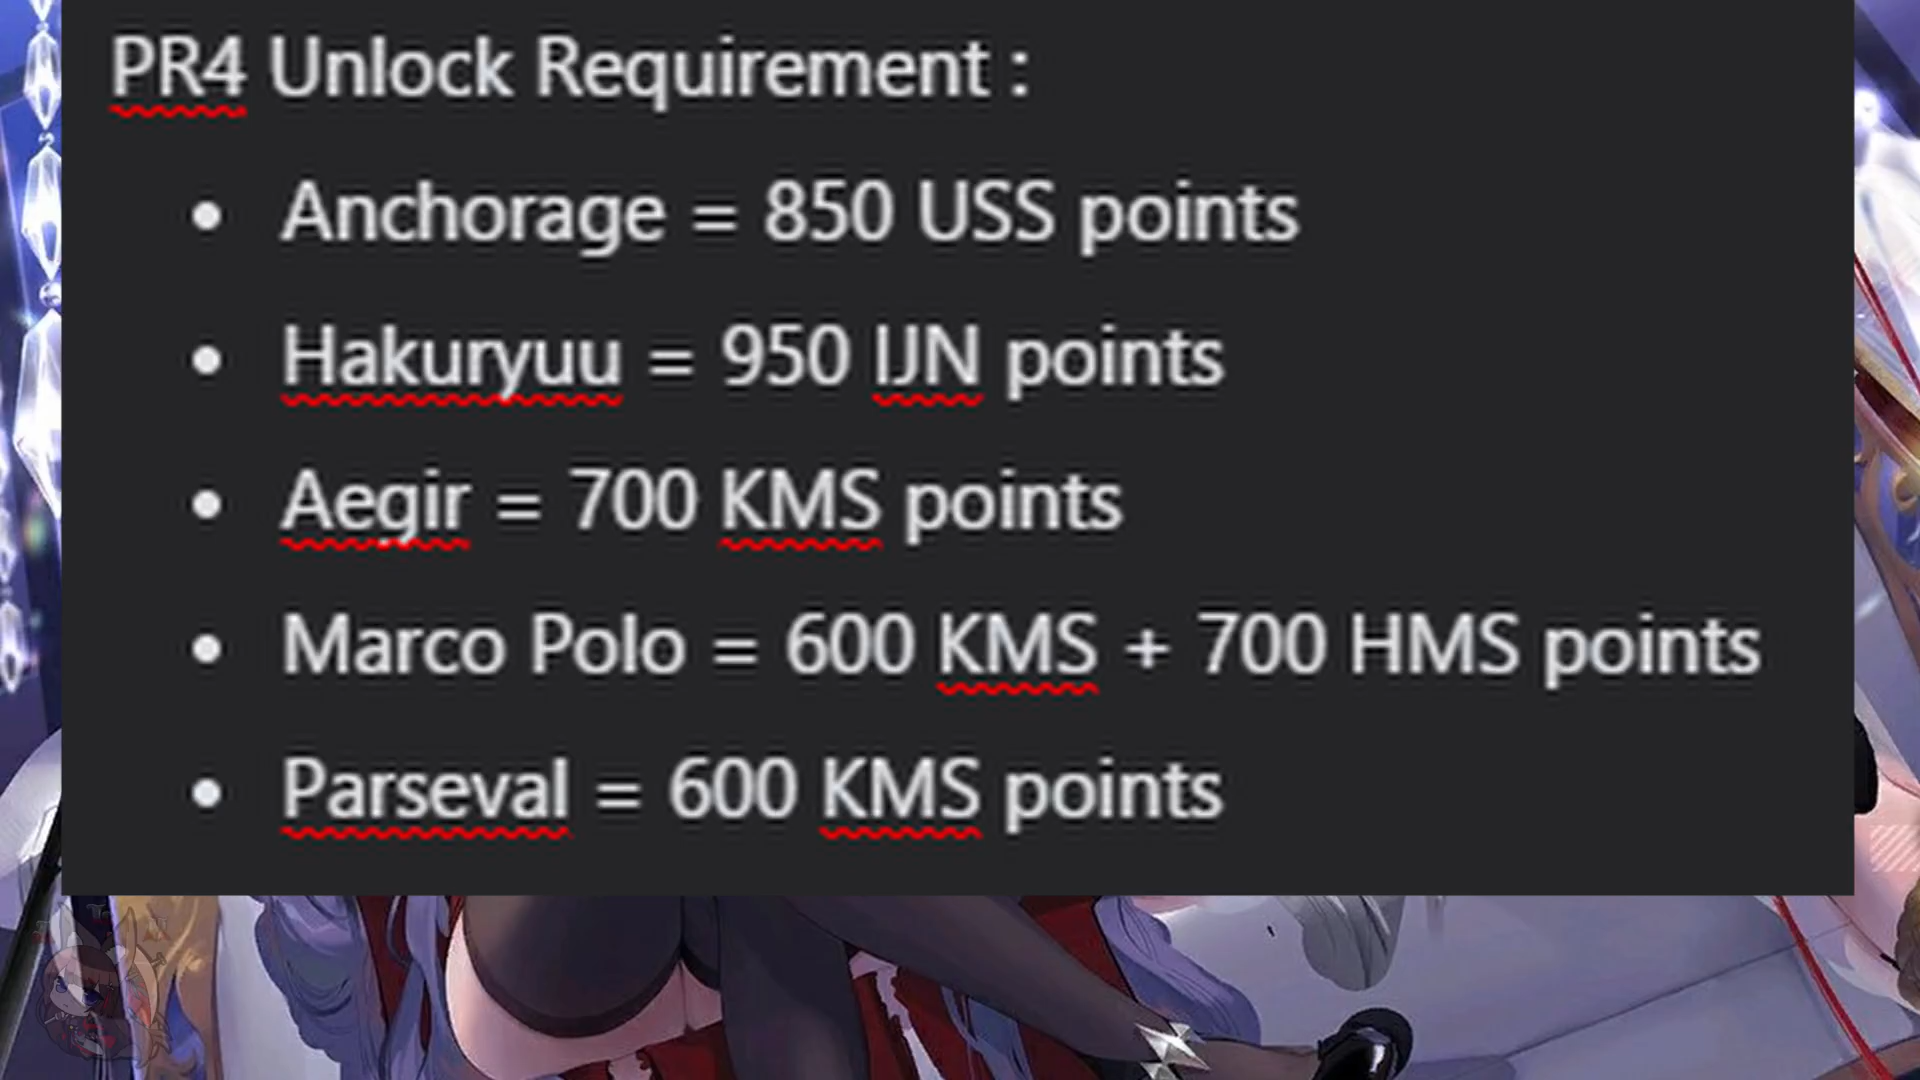 PR4 Unlock Requirement :
• Anchorage = 850 USS points
• Hakuryuu = 950 IJN points
• Aegir = 700 KMS points
• Marco Polo = 600 KMS + 700 HMS points
• Parseval = 600 KMS points